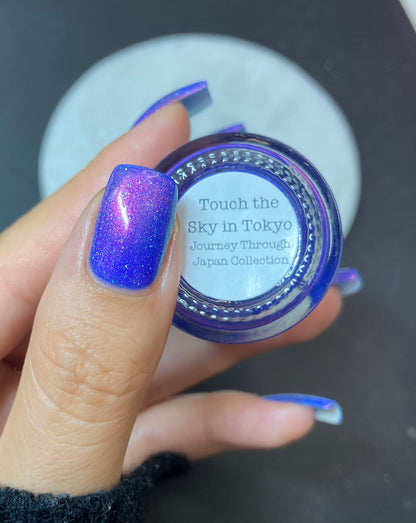 Touch the
Sky in Tokyo
Journey Through
Japan Collection